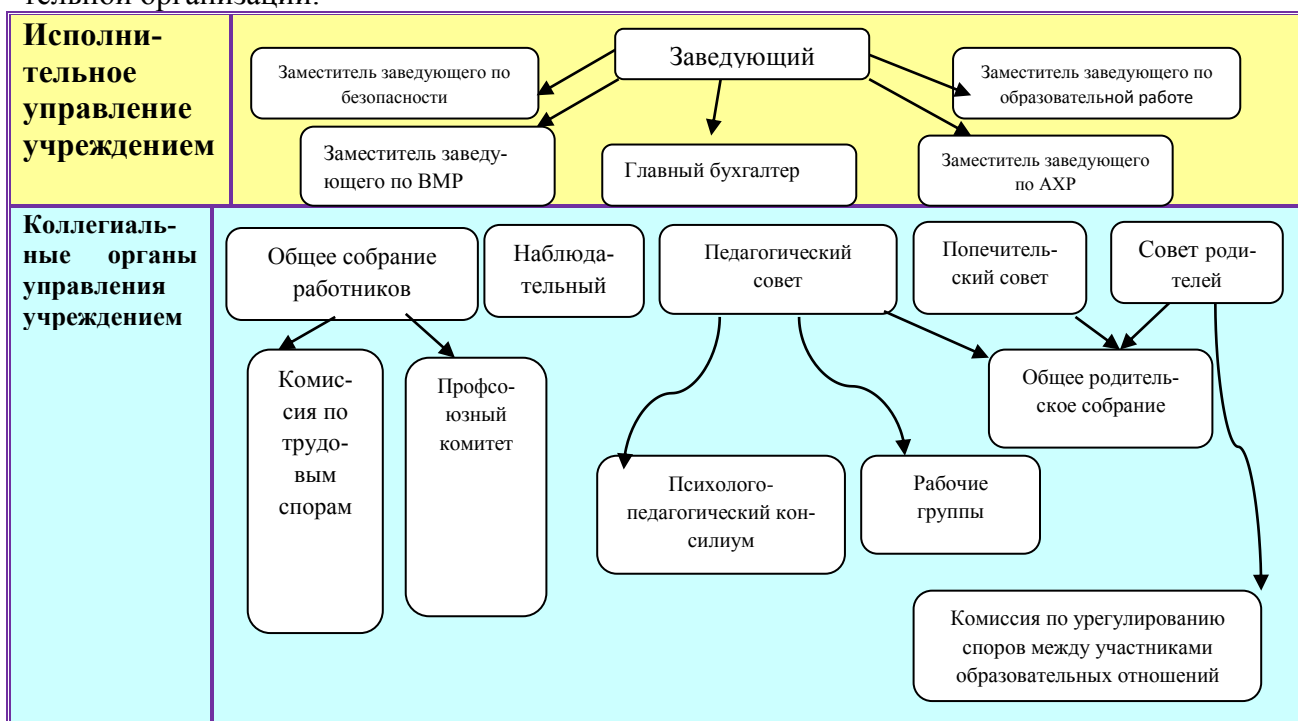 тельной организации:
Исполни-
тельное
управление
учреждением
Заведующий
Заместитель заведующего по
безопасности
Заместитель заведующего по
образовательной работе
Заместитель заведу-
ющего по ВМР
Главный бухгалтер
Заместитель заведующего
по АХР
Коллегиаль-
ные органы
управления
учреждением
Общее собрание
работников
Наблюда-
тельный
Педагогический
совет
Попечитель-
ский совет
Совет роди-
телей
Комис-
сия по
трудо-
вым
спорам
Профсо-
юзный
комитет
Общее родитель-
ское собрание
Психолого-
педагогический кон-
силиум
Рабочие
группы
Комиссия по урегулированию
споров между участниками
образовательных отношений